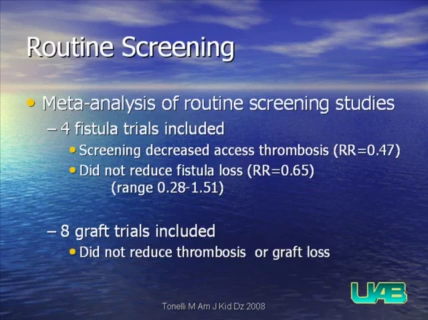 Routine Screening
• Meta-analysis of routine screening studies
– 4 fistula trials included
• Screening decreased access thrombosis (RR=0.47)
• Did not reduce fistula loss (RR=0.65)
(range 0.28-1.51)
– 8 graft trials included
• Did not reduce thrombosis or graft loss
UAB
Tonelli M Am J Kid Dz 2008